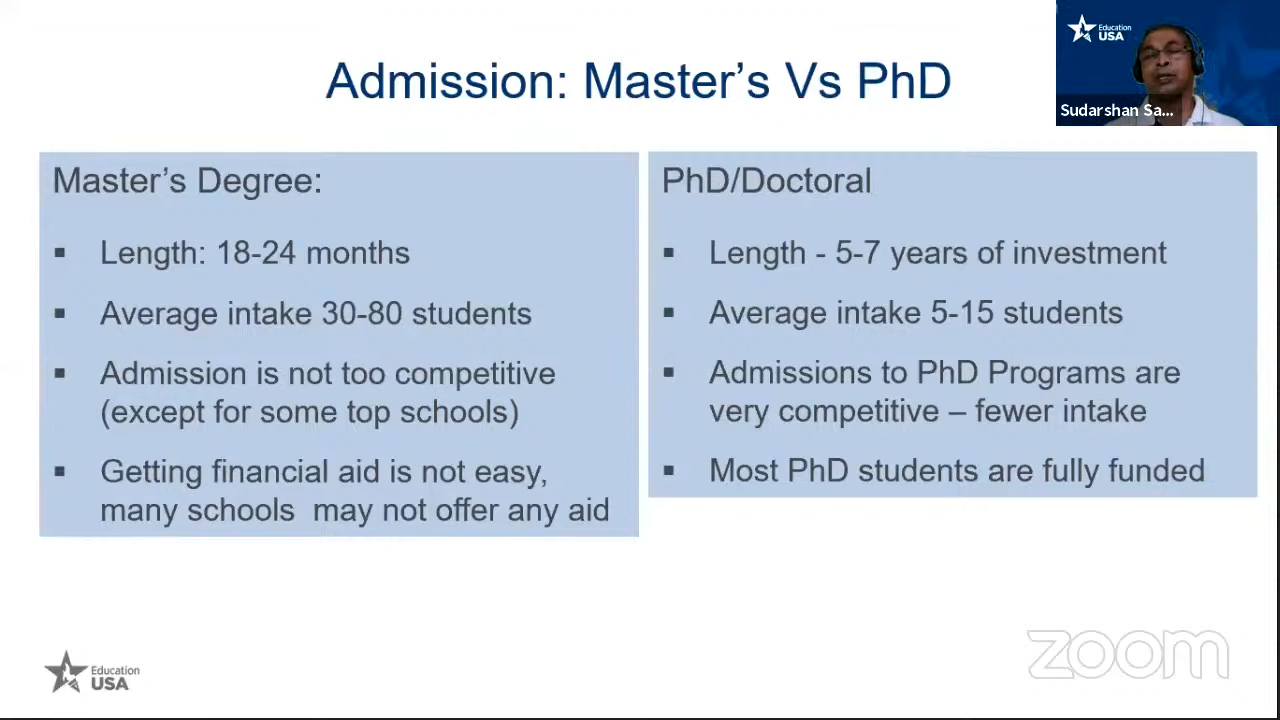 Admission: Master's Vs PhD
Education
USA
Sudarshan Sa...
Master's Degree:
▪ Length: 18-24 months
▪ Average intake 30-80 students
▪ Admission is not too competitive
(except for some top schools)
▪ Getting financial aid is not easy,
many schools may not offer any aid
PhD/Doctoral
▪ Length - 5-7 years of investment
▪ Average intake 5-15 students
▪ Admissions to PhD Programs are
very competitive – fewer intake
▪ Most PhD students are fully funded
Education
USA
zoom